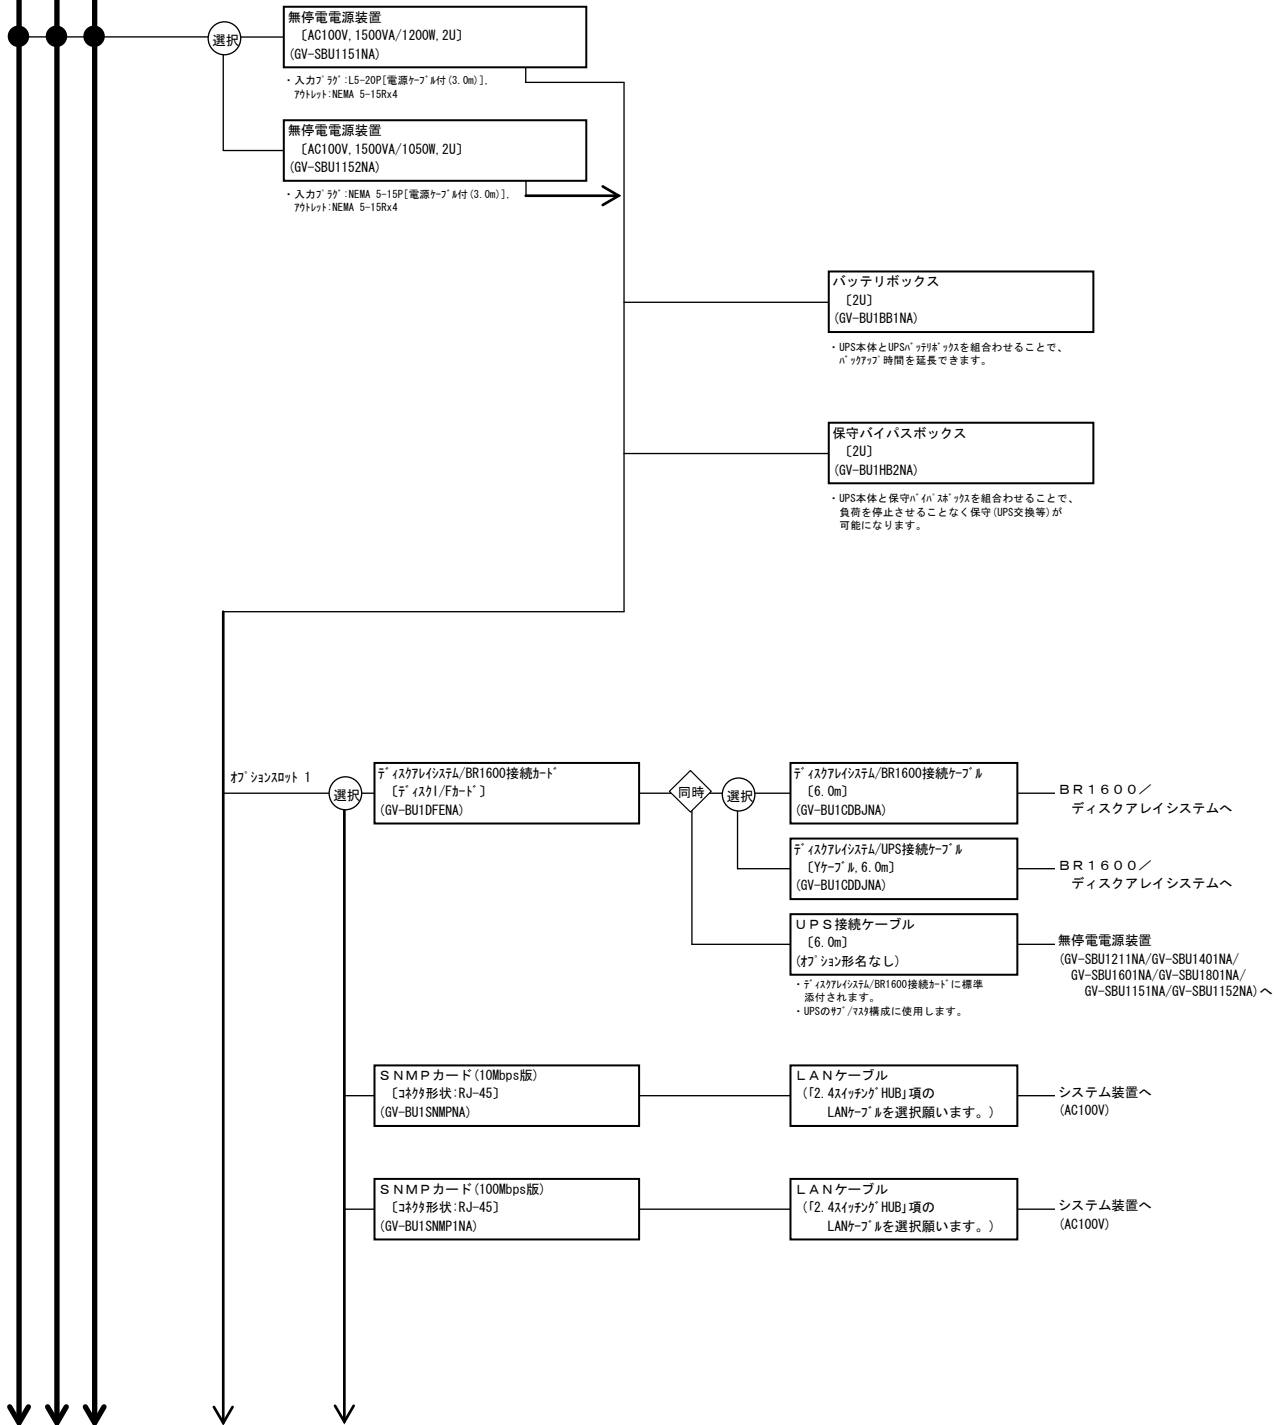 選択
無停電電源装置
〔AC100V,1500VA/1200W,2U〕
(GV-SBU1151NA)
・入力ﾌﾟﾗｸﾞ:L5-20P[電源ｹｰﾌﾞﾙ付(3.0m)],
ｱｳﾄﾚｯﾄ:NEMA 5-15Rx4
無停電電源装置
〔AC100V,1500VA/1050W,2U〕
(GV-SBU1152NA)
・入力ﾌﾟﾗｸﾞ:NEMA 5-15P[電源ｹｰﾌﾞﾙ付(3.0m)],
ｱｳﾄﾚｯﾄ:NEMA 5-15Rx4
バッテリボックス
〔2U〕
(GV-BU1BB1NA)
・UPS本体とUPSﾊﾞｯﾃﾘﾎﾞｯｸｽを組合わせることで、
ﾊﾞｯｸｱｯﾌﾟ時間を延長できます。
保守バイパスボックス
〔2U〕
(GV-BU1HB2NA)
・UPS本体と保守ﾊﾞｲﾊﾟｽﾎﾞｯｸｽを組合わせることで、
負荷を停止させることなく保守(UPS交換等)が
可能になります。
ｵﾌﾟｼｮﾝｽﾛｯﾄ 1
選択
ﾃﾞｨｽｸｱﾚｲｼｽﾃﾑ/BR1600接続ｶｰﾄﾞ
〔ﾃﾞｨｽｸI/Fｶｰﾄﾞ〕
(GV-BU1DFENA)
同時
選択
ﾃﾞｨｽｸｱﾚｲｼｽﾃﾑ/BR1600接続ｹｰﾌﾞﾙ
〔6.0m〕
(GV-BU1CDBJNA)
ＢＲ１６００／
ディスクアレイシステムへ
ﾃﾞｨｽｸｱﾚｲｼｽﾃﾑ/UPS接続ｹｰﾌﾞﾙ
〔Yｹｰﾌﾞﾙ,6.0m〕
(GV-BU1CDDJNA)
ＢＲ１６００／
ディスクアレイシステムへ
ＵＰＳ接続ケーブル
〔6.0m〕
(ｵﾌﾟｼｮﾝ形名なし)
・ﾃﾞｨｽｸｱﾚｲｼｽﾃﾑ/BR1600接続ｶｰﾄﾞに標準
添付されます。
・UPSのｻﾌﾞ/ﾏｽﾀ構成に使用します。
無停電電源装置
(GV-SBU1211NA/GV-SBU1401NA/
GV-SBU1601NA/GV-SBU1801NA/
GV-SBU1151NA/GV-SBU1152NA)へ
ＳＮＭＰカード(10Mbps版)
〔ｺﾈｸﾀ形状:RJ-45〕
(GV-BU1SNMPNA)
ＬＡＮケーブル
(｢2.4ｽｲｯﾁﾝｸﾞHUB｣項の
LANｹｰﾌﾞﾙを選択願います。)
システム装置へ
(AC100V)
ＳＮＭＰカード(100Mbps版)
〔ｺﾈｸﾀ形状:RJ-45〕
(GV-BU1SNMP1NA)
ＬＡＮケーブル
(｢2.4ｽｲｯﾁﾝｸﾞHUB｣項の
LANｹｰﾌﾞﾙを選択願います。)
システム装置へ
(AC100V)